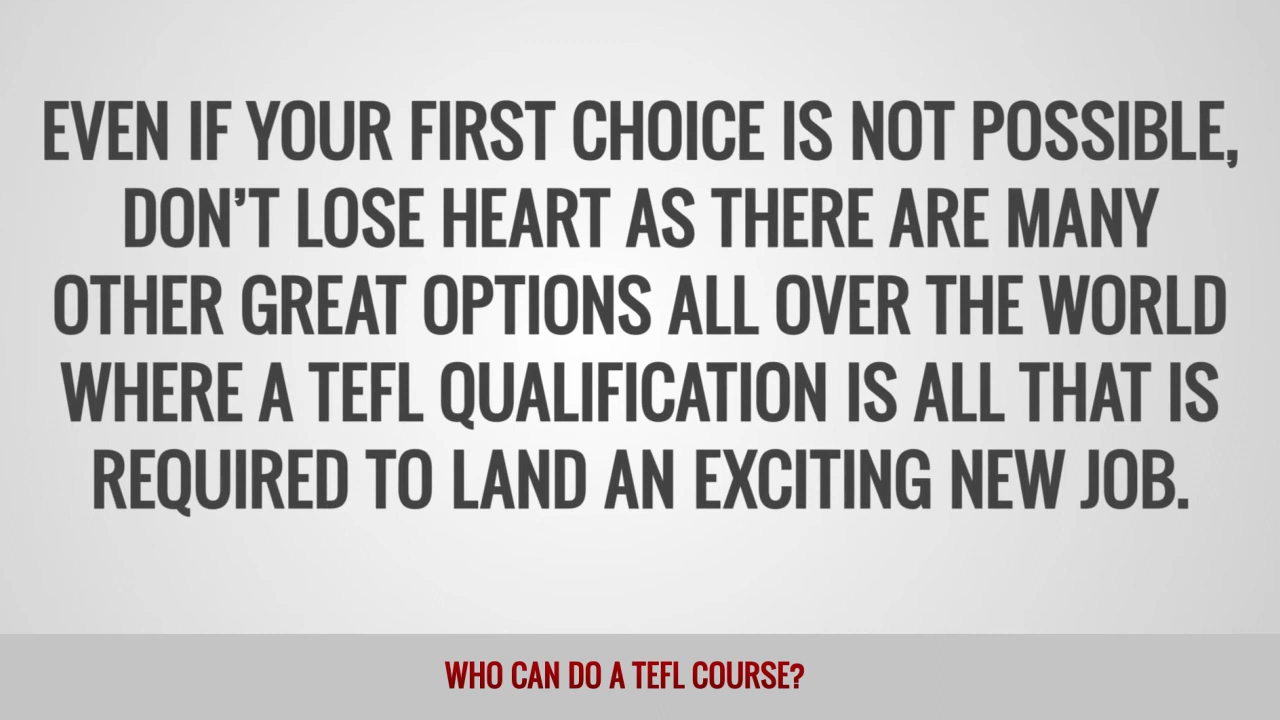 EVEN IF YOUR FIRST CHOICE IS NOT POSSIBLE,
DON’T LOSE HEART AS THERE ARE MANY
OTHER GREAT OPTIONS ALL OVER THE WORLD
WHERE A TEFL QUALIFICATION IS ALL THAT IS
REQUIRED TO LAND AN EXCITING NEW JOB.
WHO CAN DO A TEFL COURSE?